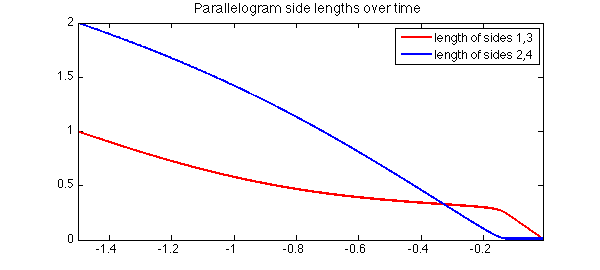 Parallelogram side lengths over time
length of sides 1,3
length of sides 2,4
2
1.5
1
0.5
0
-1.4 -1.2 -1 -0.8 -0.6 -0.4 -0.2